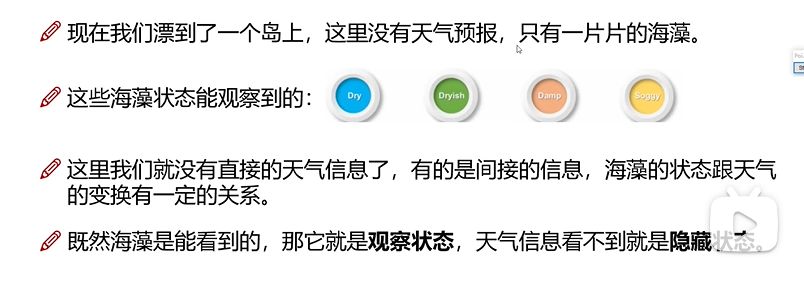 现在我们漂到了一个岛上，这里没有天气预报，只有一片片的海藻。
这些海藻状态能观察到的：
Dry
Dryish
Damp
Soggy
这里我们就没有直接的天气信息了，有的是间接的信息，海藻的状态跟天气
的变换有一定的关系。
既然海藻是能看到的，那它就是观察状态，天气信息看不到就是隐藏状态。